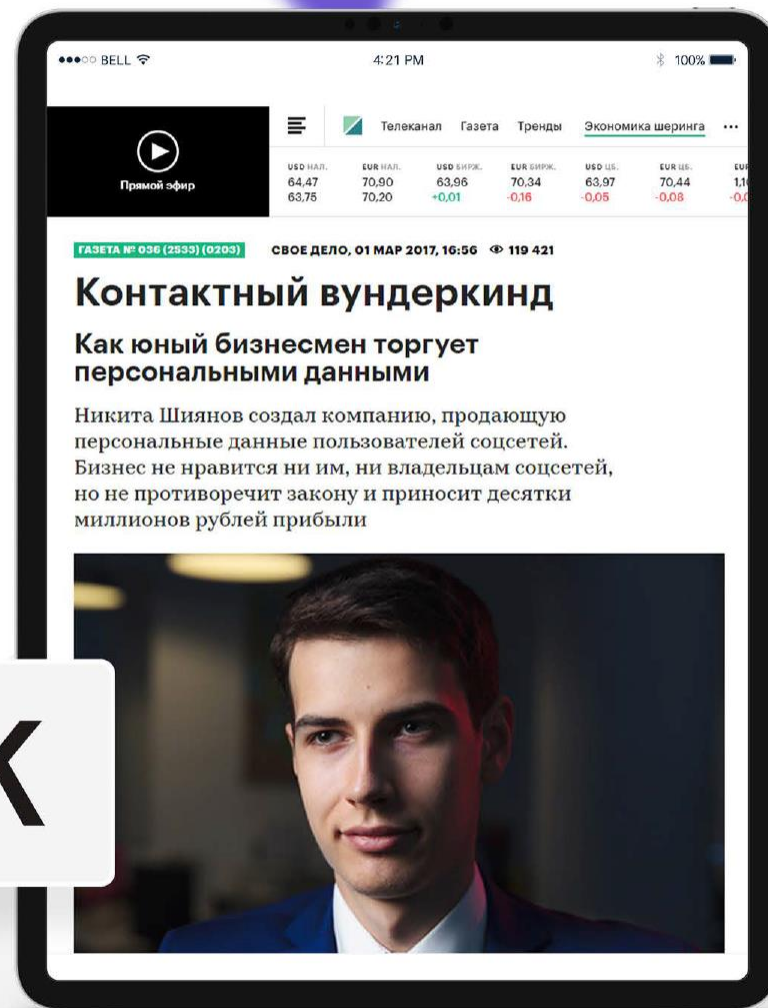 BELL
4:21 PM
100%
Прямой эфир
Телеканал Газета Тренды Экономика шеринга ...
USD НАЛ. EUR НАЛ. USD БИРЖ. EUR БИРЖ. USD ЦБ. EUR ЦБ. EUR
64,47 70,90 63,96 70,34 63,97 70,44
63,75 70,20 +0,01 -0,16 -0,05 -0,08
ГАЗЕТА № 036 (2533) (0203) СВОЕ ДЕЛО, 01 МАР 2017, 16:56 119 421
Контактный вундеркинд
Как юный бизнесмен торгует
персональными данными
Никита Шиянов создал компанию, продающую
персональные данные пользователей соцсетей.
Бизнес не нравится ни им, ни владельцам соцсетей,
но не противоречит закону и приносит десятки
миллионов рублей прибыли